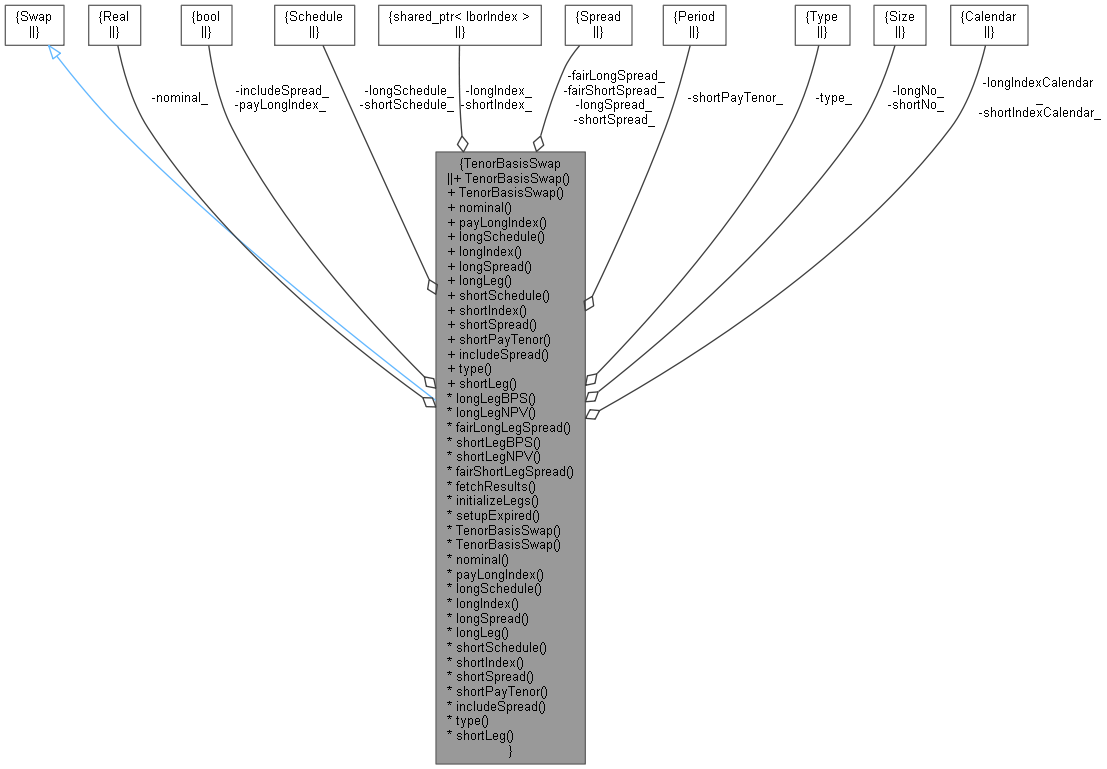 {Swap
||}
{Real
||}
{bool
||}
{Schedule
||}
{shared_ptr< IborIndex >
||}
{Spread
||}
{Period
||}
{Type
||}
{Size
||}
{Calendar
||}
-nominal_
-includeSpread_
-payLongIndex_
-longSchedule_
-shortSchedule_
-longIndex_
-shortIndex_
-fairLongSpread_
-fairShortSpread_
-longSpread_
-shortSpread_
-shortPayTenor_
-type_
-longNo_
-shortNo_
-longIndexCalendar
_
-shortIndexCalendar_
{TenorBasisSwap
||+ TenorBasisSwap()
+ TenorBasisSwap()
+ nominal()
+ payLongIndex()
+ longSchedule()
+ longIndex()
+ longSpread()
+ longLeg()
+ shortSchedule()
+ shortIndex()
+ shortSpread()
+ shortPayTenor()
+ includeSpread()
+ type()
+ shortLeg()
* longLegBPS()
* longLegNPV()
* fairLongLegSpread()
* shortLegBPS()
* shortLegNPV()
* fairShortLegSpread()
* fetchResults()
* initializeLegs()
* setupExpired()
* TenorBasisSwap()
* TenorBasisSwap()
* nominal()
* payLongIndex()
* longSchedule()
* longIndex()
* longSpread()
* longLeg()
* shortSchedule()
* shortIndex()
* shortSpread()
* shortPayTenor()
* includeSpread()
* type()
* shortLeg()
}